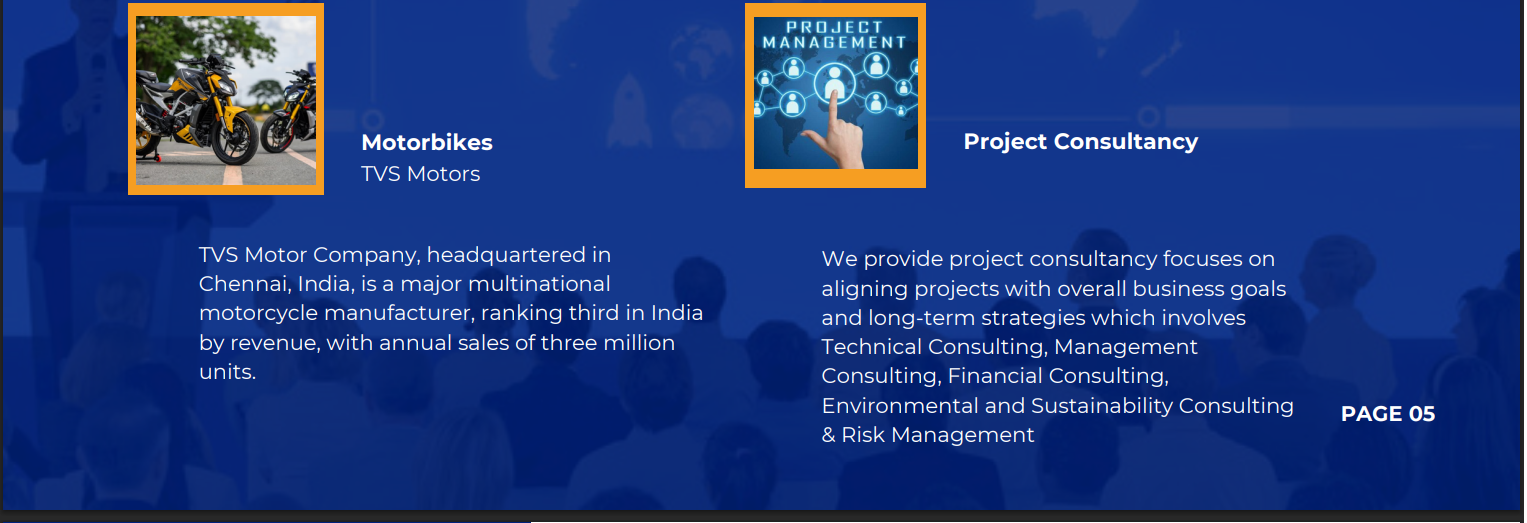 PROJECT
MANAGEMENT
Motorbikes
TVS Motors
Project Consultancy
TVS Motor Company, headquartered in
Chennai, India, is a major multinational
motorcycle manufacturer, ranking third in India
by revenue, with annual sales of three million
units.
We provide project consultancy focuses on
aligning projects with overall business goals
and long-term strategies which involves
Technical Consulting, Management
Consulting, Financial Consulting,
Environmental and Sustainability Consulting
& Risk Management
PAGE 05